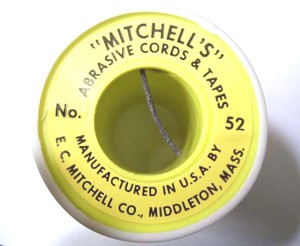 "MITCHELL'S"
ABRASIVE CORDS & TAPES
No. 52
MANUFACTURED IN U.S.A. BY
E. C. MITCHELL CO., MIDDLETON, MASS.